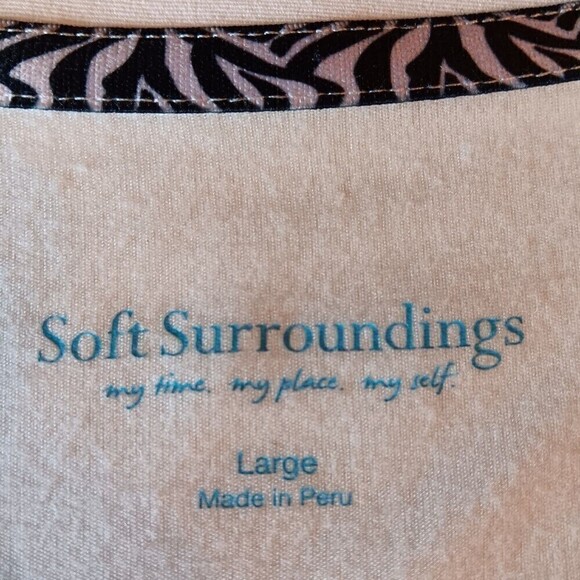 Soft Surroundings
my time. my place. my self.
Large
Made in Peru